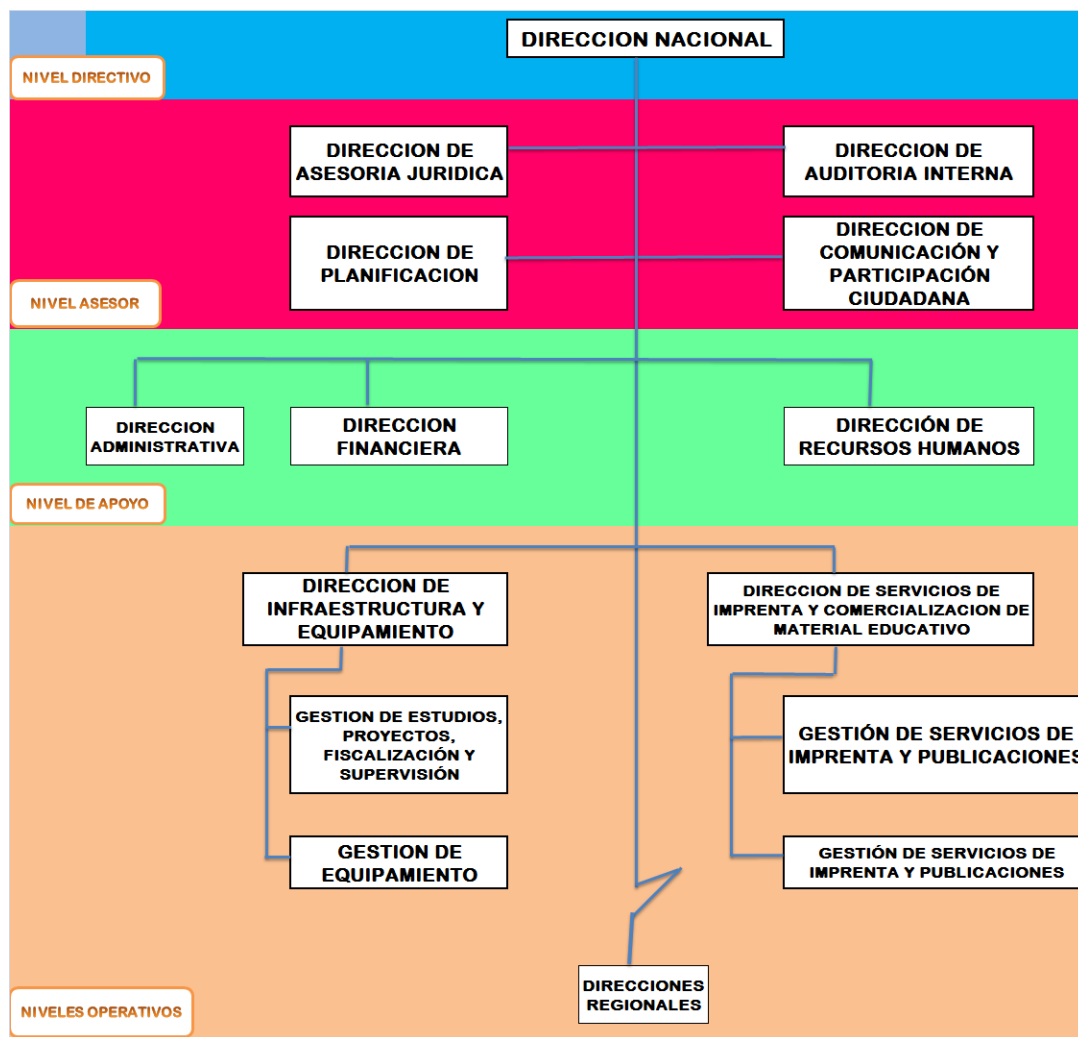 DIRECCION NACIONAL
NIVEL DIRECTIVO
DIRECCION DE
ASESORIA JURIDICA
DIRECCION DE
AUDITORIA INTERNA
DIRECCION DE
PLANIFICACION
DIRECCION DE
COMUNICACIÓN Y
PARTICIPACIÓN
CIUDADANA
NIVEL ASESOR
DIRECCION
ADMINISTRATIVA
DIRECCION
FINANCIERA
DIRECCIÓN DE
RECURSOS HUMANOS
NIVEL DE APOYO
DIRECCION DE
INFRAESTRUCTURA Y
EQUIPAMIENTO
DIRECCION DE SERVICIOS DE
IMPRENTA Y COMERCIALIZACION DE
MATERIAL EDUCATIVO
GESTION DE ESTUDIOS,
PROYECTOS,
FISCALIZACIÓN Y
SUPERVISIÓN
GESTIÓN DE SERVICIOS DE
IMPRENTA Y PUBLICACIONES
GESTION DE
EQUIPAMIENTO
GESTIÓN DE SERVICIOS DE
IMPRENTA Y PUBLICACIONES
DIRECCIONES
REGIONALES
NIVELES OPERATIVOS